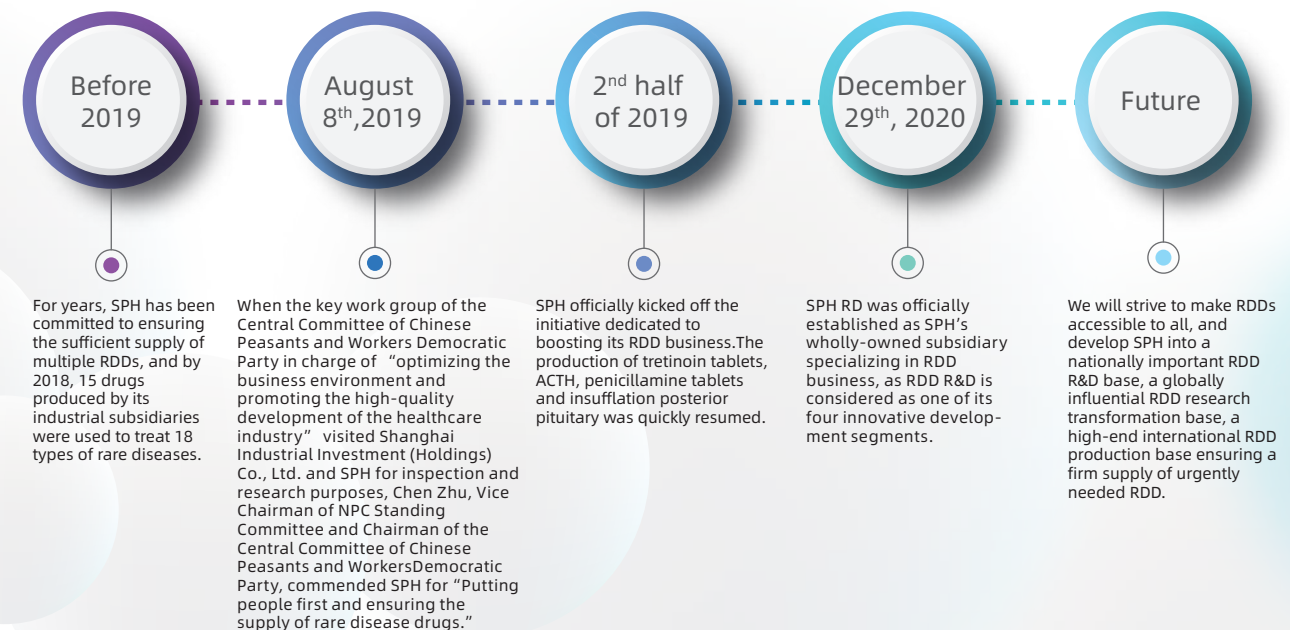 Before
2019
August
8th,2019
2nd half
of 2019
December
29th, 2020
Future
For years, SPH has been
committed to ensuring
the sufficient supply of
multiple RDDs, and by
2018, 15 drugs
produced by its
industrial subsidiaries
were used to treat 18
types of rare diseases.
When the key work group of the
Central Committee of Chinese
Peasants and Workers Democratic
Party in charge of “optimizing the
business environment and
promoting the high-quality
development of the healthcare
industry” visited Shanghai
Industrial Investment (Holdings)
Co., Ltd. and SPH for inspection and
research purposes, Chen Zhu, Vice
Chairman of NPC Standing
Committee and Chairman of the
Central Committee of Chinese
Peasants and WorkersDemocratic
Party, commended SPH for “Putting
people first and ensuring the
supply of rare disease drugs.”
SPH officially kicked off the
initiative dedicated to
boosting its RDD business.The
production of tretinoin tablets,
ACTH, penicillamine tablets
and insufflation posterior
pituitary was quickly resumed.
SPH RD was officially
established as SPH’s
wholly-owned subsidiary
specializing in RDD
business, as RDD R&D is
considered as one of its
four innovative develop-
ment segments.
We will strive to make RDDs
accessible to all, and
develop SPH into a
nationally important RDD
R&D base, a globally
influential RDD research
transformation base, a
high-end international RDD
production base ensuring a
firm supply of urgently
needed RDD.